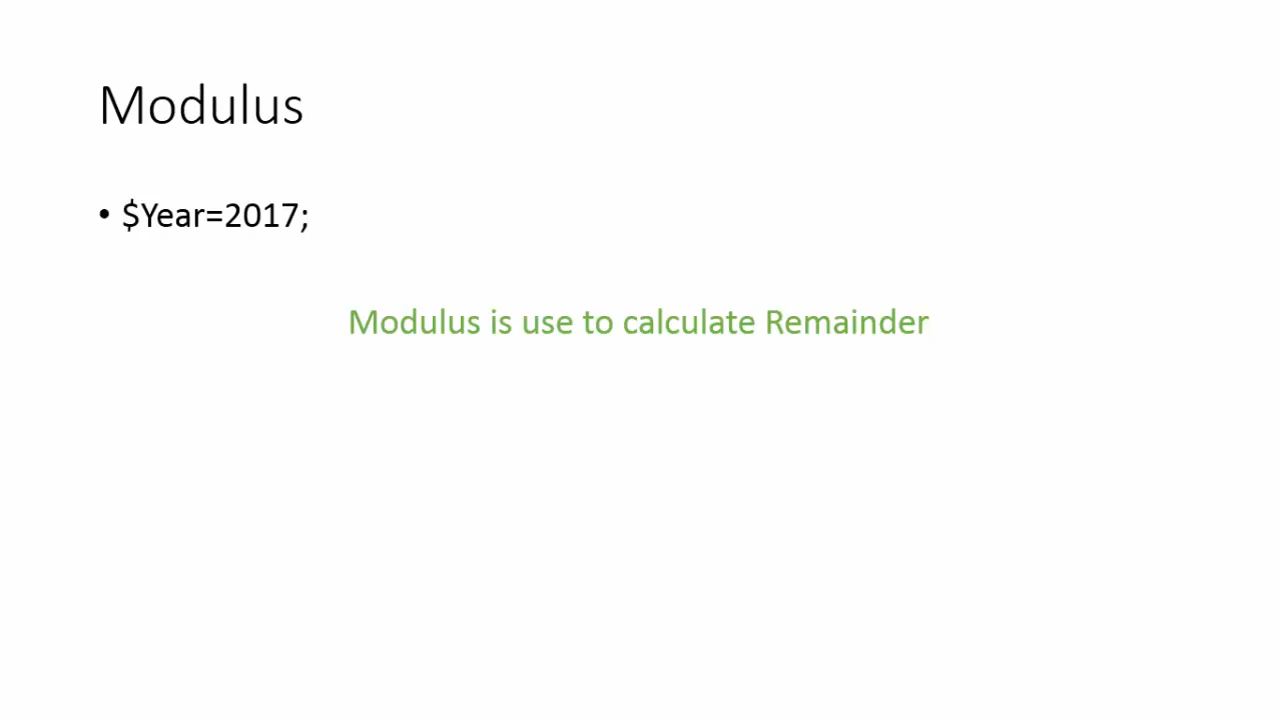 Modulus
• $Year=2017;
Modulus is use to calculate Remainder